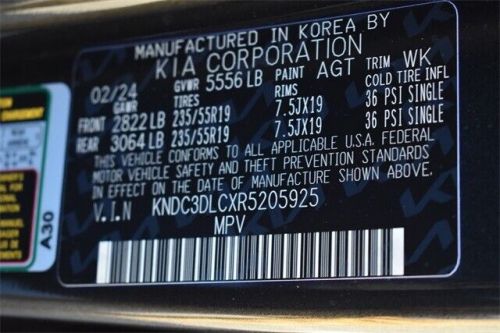 MANUFACTURED IN KOREA BY
KIA CORPORATION
02/24 GVWR 5556 LB PAINT AGT TRIM WK
GAWR TIRES RIMS COLD TIRE INFL
FRONT 2822 LB 235/55R19 7.5JX19 36 PSI SINGLE
REAR 3064 LB 235/55R19 7.5JX19 36 PSI SINGLE
THIS VEHICLE CONFORMS TO ALL APPLICABLE U.S.A. FEDERAL
MOTOR VEHICLE SAFETY AND THEFT PREVENTION STANDARDS
IN EFFECT ON THE DATE OF MANUFACTURE SHOWN ABOVE.
V.I.N KNDC3DLCXR5205925
MPV
A30